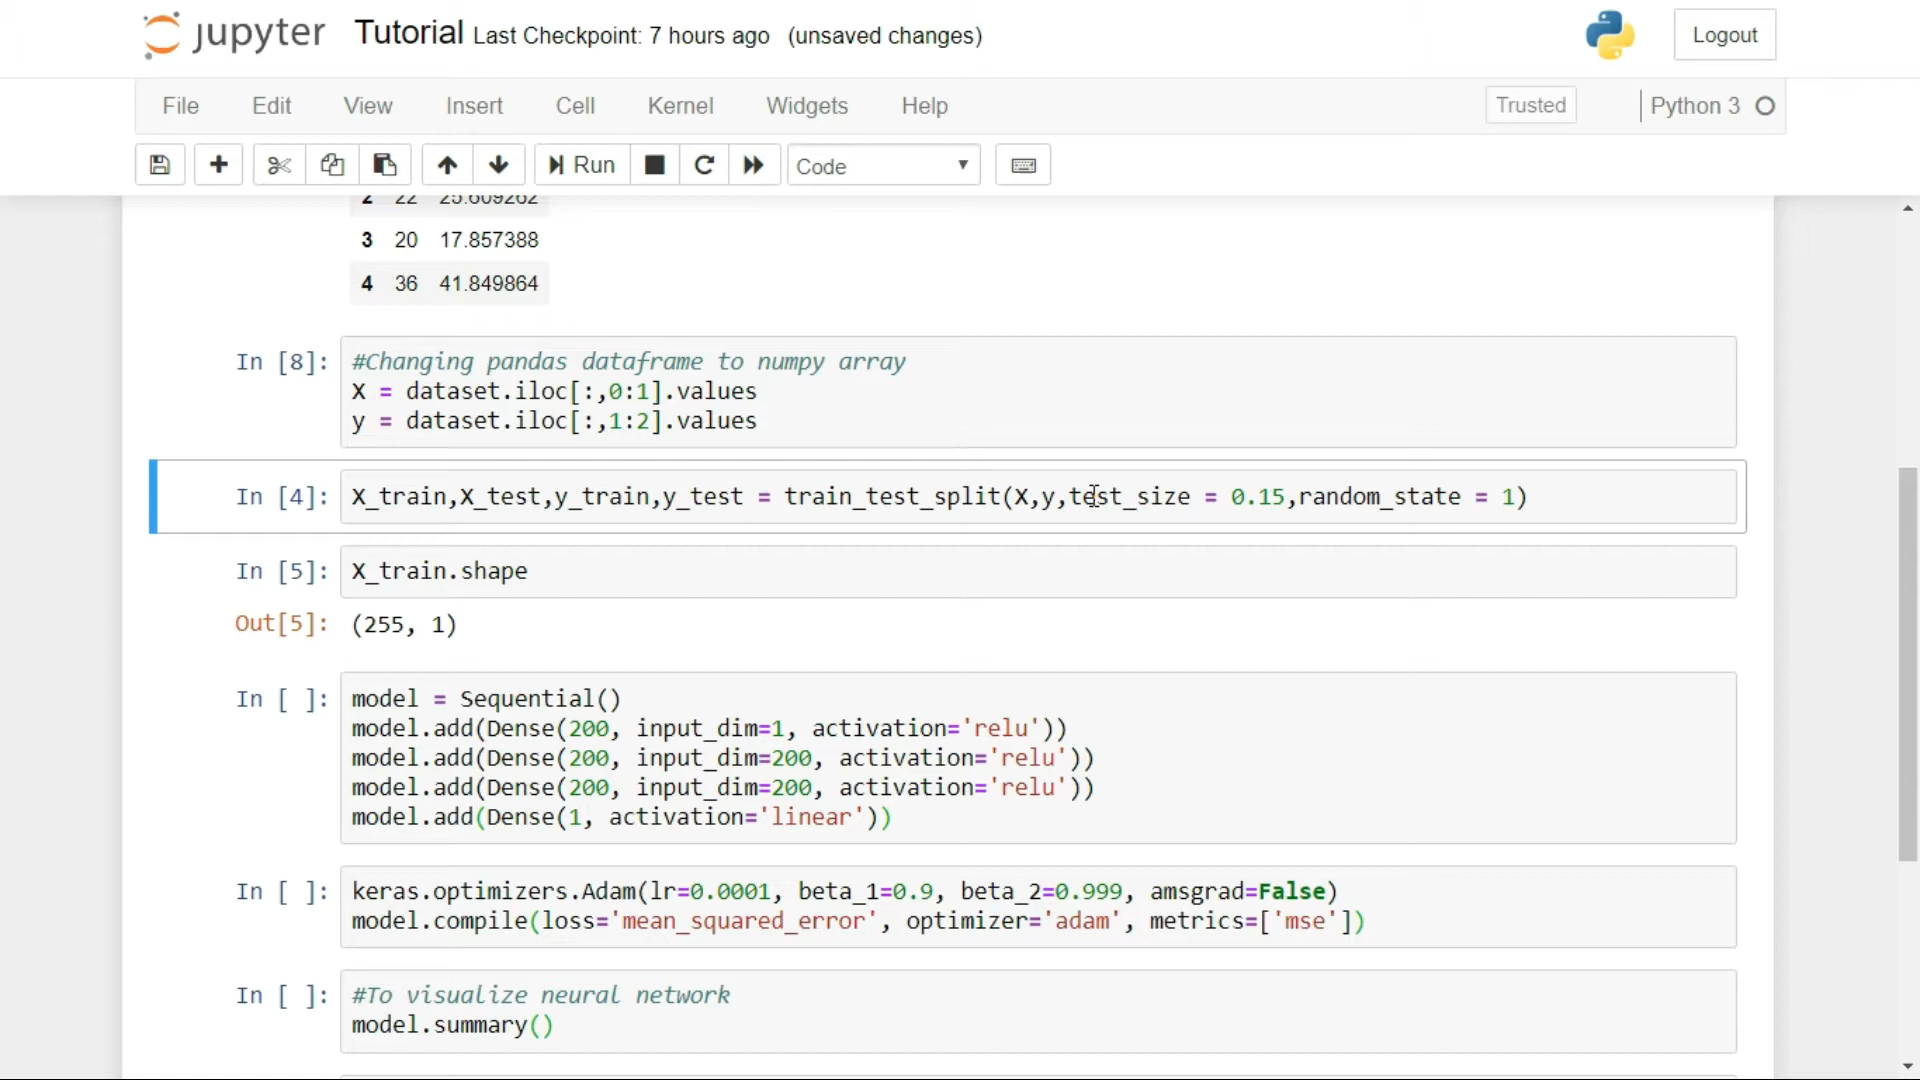 jupyter Tutorial Last Checkpoint: 7 hours ago (unsaved changes) Logout
File Edit View Insert Cell Kernel Widgets Help Trusted Python 3
Run Code
2 22 25.609262
3 20 17.857388
4 36 41.849864
In [8]: #Changing pandas dataframe to numpy array
X = dataset.iloc[:,0:1].values
y = dataset.iloc[:,1:2].values
In [4]: X_train,X_test,y_train,y_test = train_test_split(X,y,test_size = 0.15,random_state = 1)
In [5]: X_train.shape
Out[5]: (255, 1)
In [ ]: model = Sequential()
model.add(Dense(200, input_dim=1, activation='relu'))
model.add(Dense(200, input_dim=200, activation='relu'))
model.add(Dense(200, input_dim=200, activation='relu'))
model.add(Dense(1, activation='linear'))
In [ ]: keras.optimizers.Adam(lr=0.0001, beta_1=0.9, beta_2=0.999, amsgrad=False)
model.compile(loss='mean_squared_error', optimizer='adam', metrics=['mse'])
In [ ]: #To visualize neural network
model.summary()